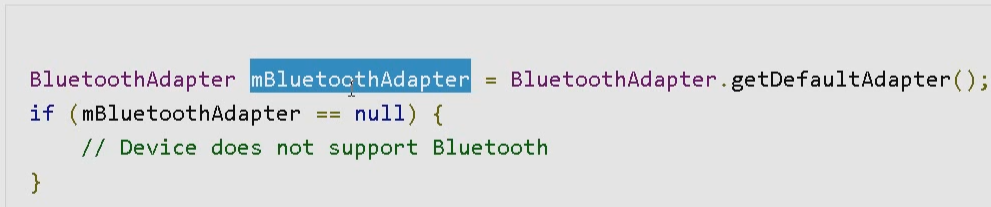 BluetoothAdapter mBluetoothAdapter = BluetoothAdapter.getDefaultAdapter();
if (mBluetoothAdapter == null) {
    // Device does not support Bluetooth
}